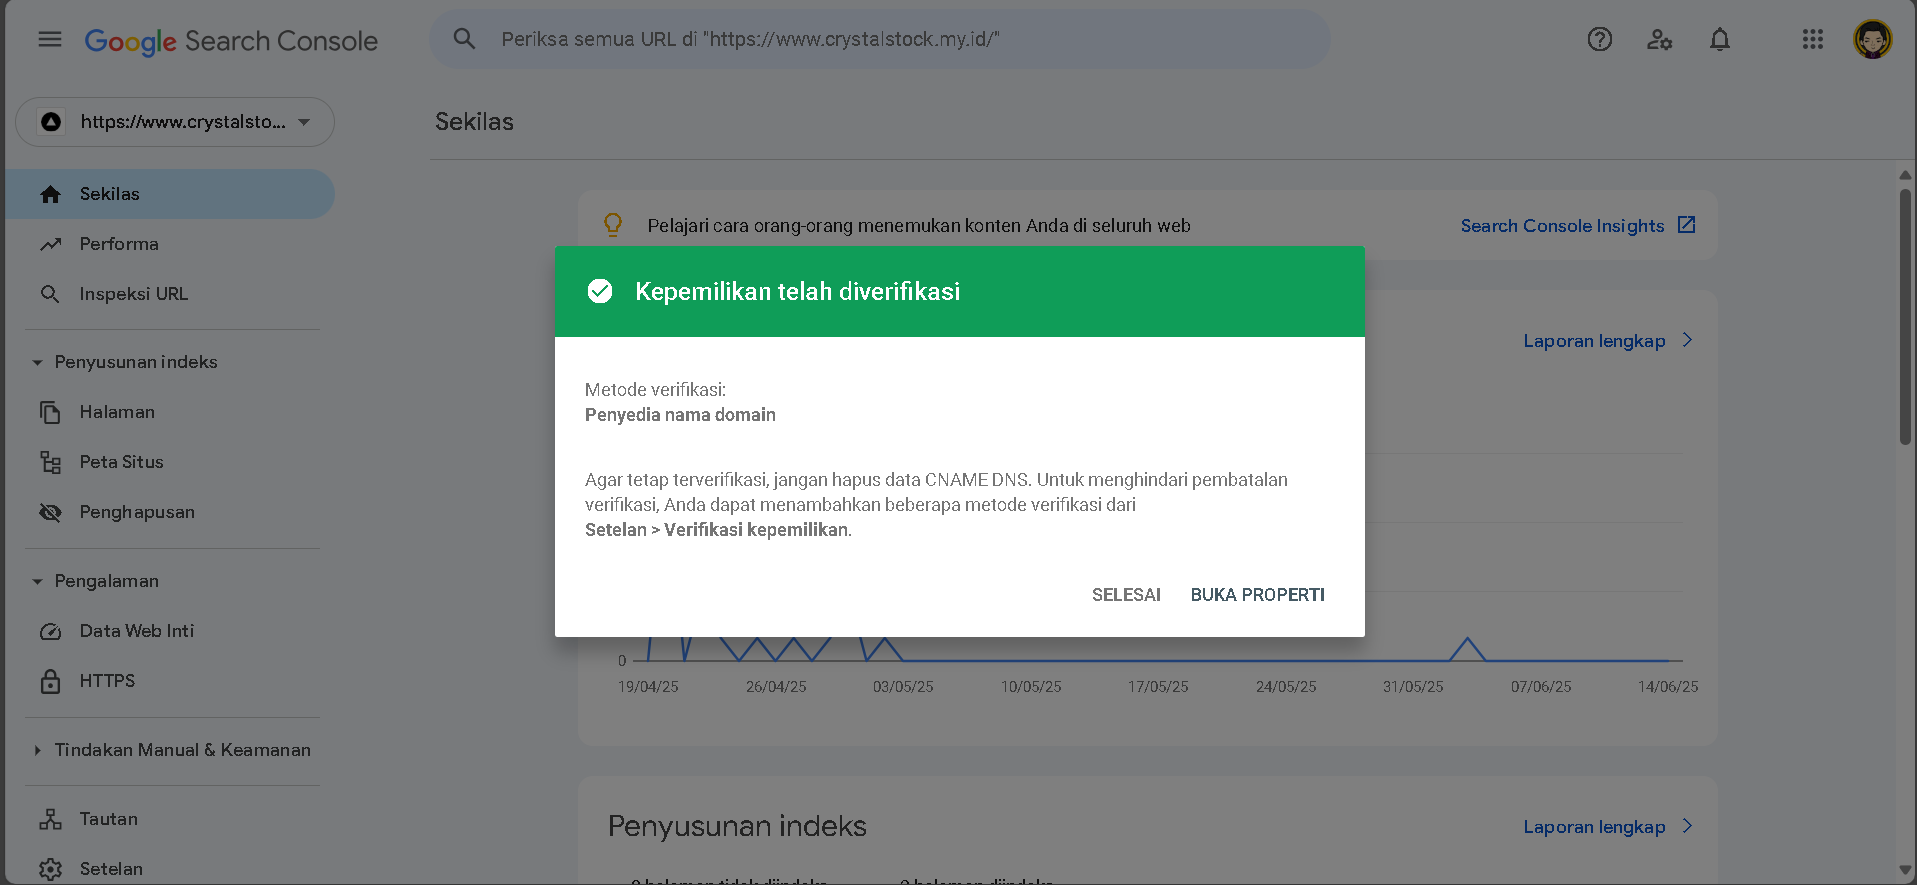 Google Search Console
Periksa semua URL di "https://www.crystalstock.my.id/"
https://www.crystalsto...
Sekilas
Sekilas
Performa
Inspeksi URL
Penyusunan indeks
Halaman
Peta Situs
Penghapusan
Pengalaman
Data Web Inti
HTTPS
Tindakan Manual & Keamanan
Tautan
Setelan
Pelajari cara orang-orang menemukan konten Anda di seluruh web
Search Console Insights
Laporan lengkap
Kepemilikan telah diverifikasi
Metode verifikasi:
Penyedia nama domain
Agar tetap terverifikasi, jangan hapus data CNAME DNS. Untuk menghindari pembatalan
verifikasi, Anda dapat menambahkan beberapa metode verifikasi dari
Setelan > Verifikasi kepemilikan.
SELESAI BUKA PROPERTI
0
19/04/25 26/04/25 03/05/25 10/05/25 17/05/25 24/05/25 31/05/25 07/06/25 14/06/25
Penyusunan indeks
Laporan lengkap
halaman tidak diindeks halaman diindeks